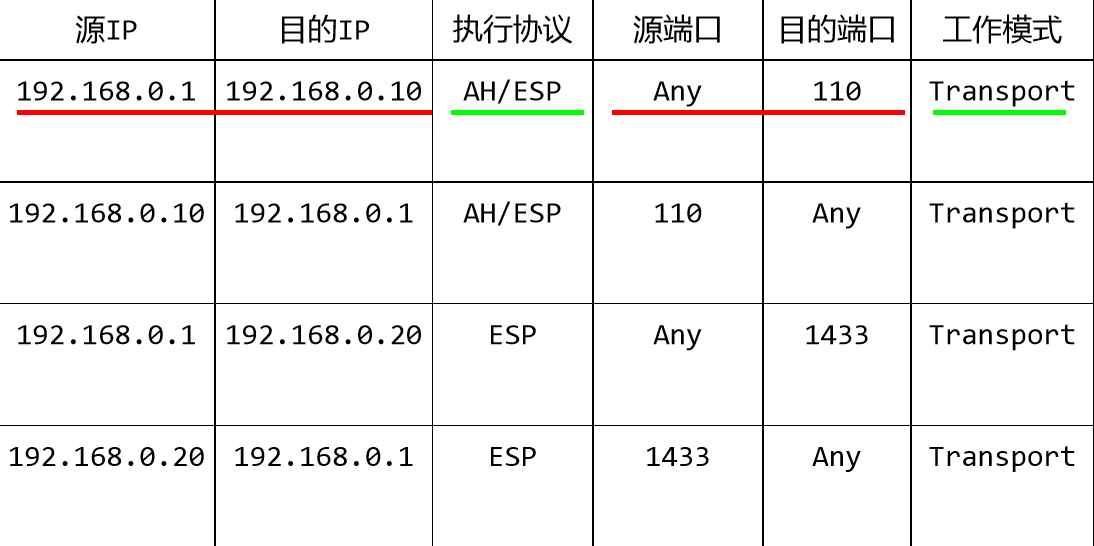 源IP 目的IP 执行协议 源端口 目的端口 工作模式
192.168.0.1 192.168.0.10 AH/ESP Any 110 Transport
192.168.0.10 192.168.0.1 AH/ESP 110 Any Transport
192.168.0.1 192.168.0.20 ESP Any 1433 Transport
192.168.0.20 192.168.0.1 ESP 1433 Any Transport